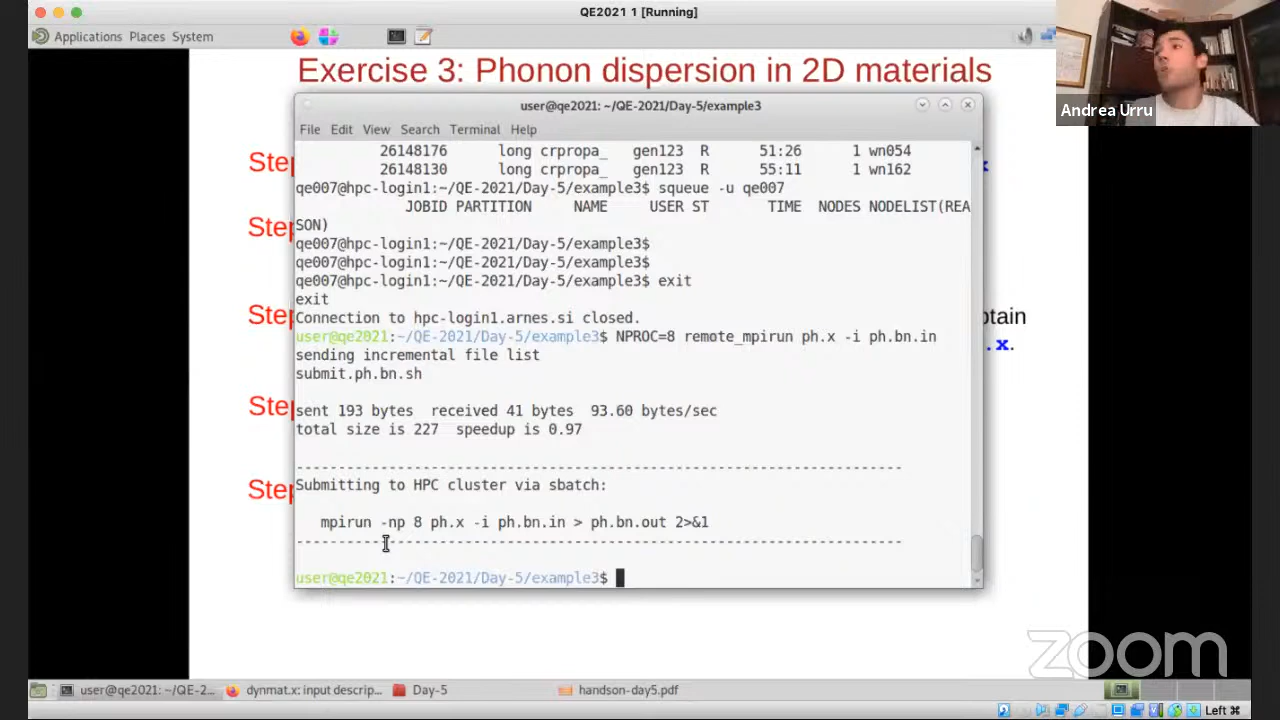 QE2021 1 [Running]
Applications Places System
Exercise 3: Phonon dispersion in 2D materials
Andrea Urru
user@qe2021: ~/QE-2021/Day-5/example3
File Edit View Search Terminal Help
26148176 long crpropa_ gen123 R 51:26 1 wn054
26148130 long crpropa_ gen123 R 55:11 1 wn162
qe007@hpc-login1:~/QE-2021/Day-5/example3$ squeue -u qe007
JOBID PARTITION NAME USER ST TIME NODES NODELIST(REA
SON)
qe007@hpc-login1:~/QE-2021/Day-5/example3$
qe007@hpc-login1:~/QE-2021/Day-5/example3$
qe007@hpc-login1:~/QE-2021/Day-5/example3$ exit
exit
Connection to hpc-login1.arnes.si closed.
user@qe2021:~/QE-2021/Day-5/example3$ NPROC=8 remote_mpirun ph.x -i ph.bn.in
sending incremental file list
submit.ph.bn.sh
sent 193 bytes received 41 bytes 93.60 bytes/sec
total size is 227 speedup is 0.97
--------------------------------------------------------------------------
Submitting to HPC cluster via sbatch:
mpirun -np 8 ph.x -i ph.bn.in > ph.bn.out 2>&1
--------------------------------------------------------------------------
user@qe2021:~/QE-2021/Day-5/example3$
Step
Step
Step
Step
Step
x
btain
.x.
zoom
user@qe2021: ~/QE-2... dynmat.x: input descrip... Day-5 handson-day5.pdf
Left ⌘